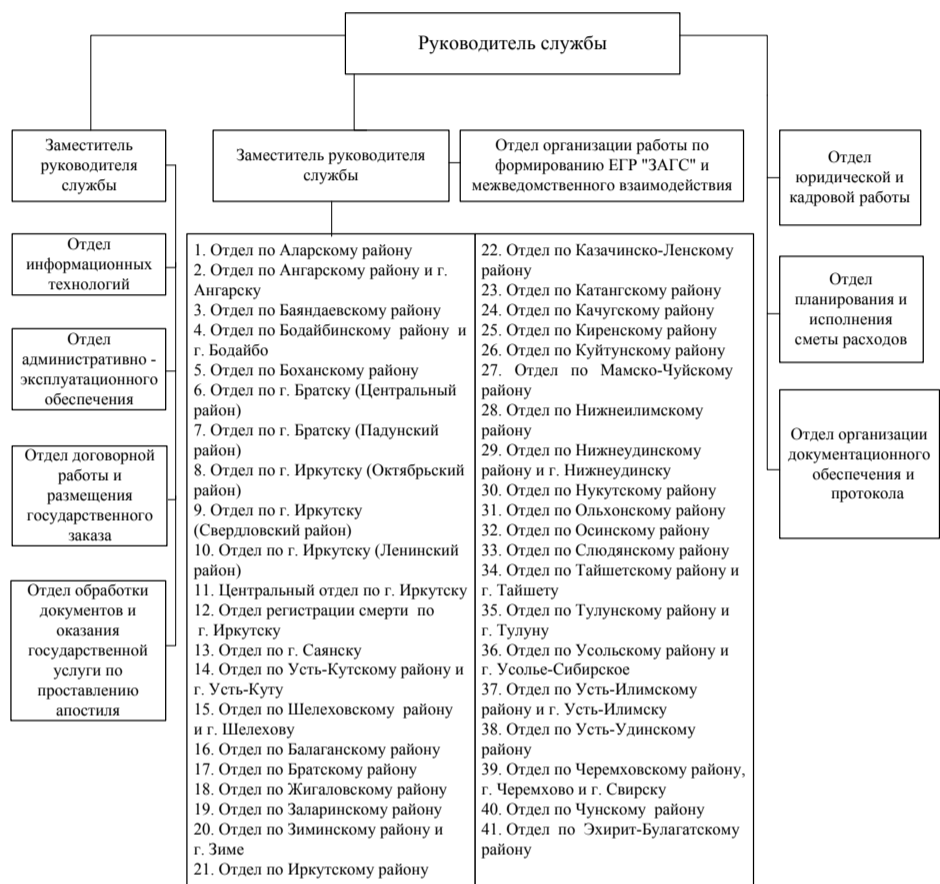 Руководитель службы
Заместитель
руководителя
службы
Заместитель руководителя
службы
Отдел организации работы по
формированию ЕГР "ЗАГС" и
межведомственного взаимодействия
Отдел
юридической и
кадровой работы
Отдел
информационных
технологий
Отдел
административно -
эксплуатационного
обеспечения
Отдел договорной
работы и
размещения
государственного
заказа
Отдел обработки
документов и
оказания
государственной
услуги по
проставлению
апостиля
1. Отдел по Аларскому району
2. Отдел по Ангарскому району и г.
Ангарску
3. Отдел по Баяндаевскому району
4. Отдел по Бодайбинскому району и
г. Бодайбо
5. Отдел по Боханскому району
6. Отдел по г. Братску (Центральный
район)
7. Отдел по г. Братску (Падунский
район)
8. Отдел по г. Иркутску (Октябрьский
район)
9. Отдел по г. Иркутску
(Свердловский район)
10. Отдел по г. Иркутску (Ленинский
район)
11. Центральный отдел по г. Иркутску
12. Отдел регистрации смерти по
г. Иркутску
13. Отдел по г. Саянску
14. Отдел по Усть-Кутскому району и
г. Усть-Куту
15. Отдел по Шелеховскому району
и г. Шелехову
16. Отдел по Балаганскому району
17. Отдел по Братскому району
18. Отдел по Жигаловскому району
19. Отдел по Заларинскому району
20. Отдел по Зиминскому району и
г. Зиме
21. Отдел по Иркутскому району
22. Отдел по Казачинско-Ленскому
району
23. Отдел по Катангскому району
24. Отдел по Качугскому району
25. Отдел по Киренскому району
26. Отдел по Куйтунскому району
27. Отдел по Мамско-Чуйскому
району
28. Отдел по Нижнеилимскому
району
29. Отдел по Нижнеудинскому
району и г. Нижнеудинску
30. Отдел по Нукутскому району
31. Отдел по Ольхонскому району
32. Отдел по Осинскому району
33. Отдел по Слюдянскому району
34. Отдел по Тайшетскому району и
г. Тайшету
35. Отдел по Тулунскому району и
г. Тулуну
36. Отдел по Усольскому району и
г. Усолье-Сибирское
37. Отдел по Усть-Илимскому
району и г. Усть-Илимску
38. Отдел по Усть-Удинскому
району
39. Отдел по Черемховскому району,
г. Черемхово и г. Свирску
40. Отдел по Чунскому району
41. Отдел по Эхирит-Булагатскому
району
Отдел
планирования и
исполнения
сметы расходов
Отдел организации
документационного
обеспечения и
протокола